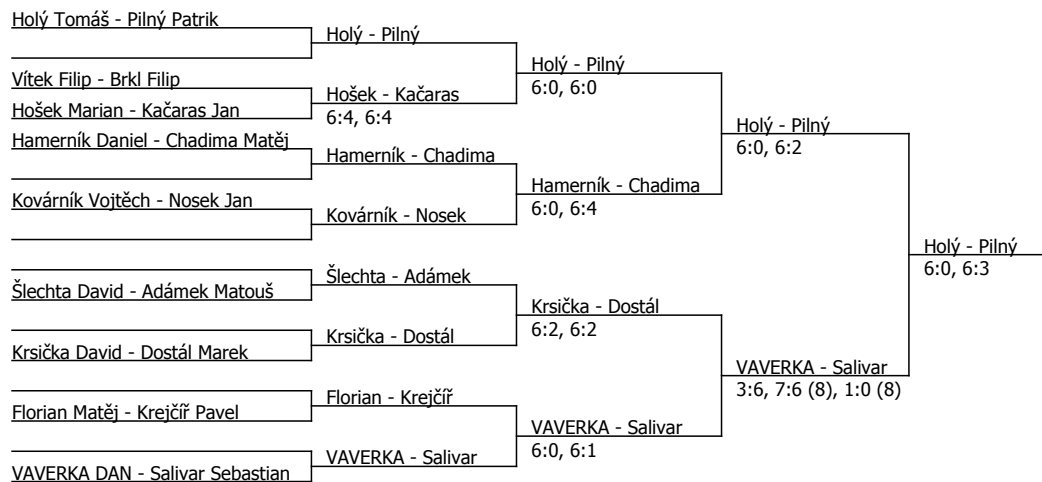 Holý Tomáš - Pilný Patrik
Vítek Filip - Brkl Filip
Hošek Marian - Kačaras Jan
Hamerník Daniel - Chadima Matěj
Kovárník Vojtěch - Nosek Jan
Šlechta David - Adámek Matouš
Krsička David - Dostál Marek
Florian Matěj - Krejčíř Pavel
VAVERKA DAN - Salivar Sebastian
Holý - Pilný
Hošek - Kačaras
6:4, 6:4
Hamerník - Chadima
Kovárník - Nosek
Šlechta - Adámek
Krsička - Dostál
Florian - Krejčíř
VAVERKA - Salivar
Holý - Pilný
6:0, 6:0
Hamerník - Chadima
6:0, 6:4
Krsička - Dostál
6:2, 6:2
VAVERKA - Salivar
6:0, 6:1
Holý - Pilný
6:0, 6:2
VAVERKA - Salivar
3:6, 7:6 (8), 1:0 (8)
Holý - Pilný
6:0, 6:3